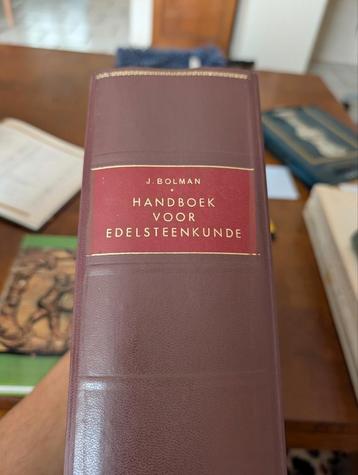 J. BOLMAN
HANDBOEK
VOOR
EDELSTEENKUNDE